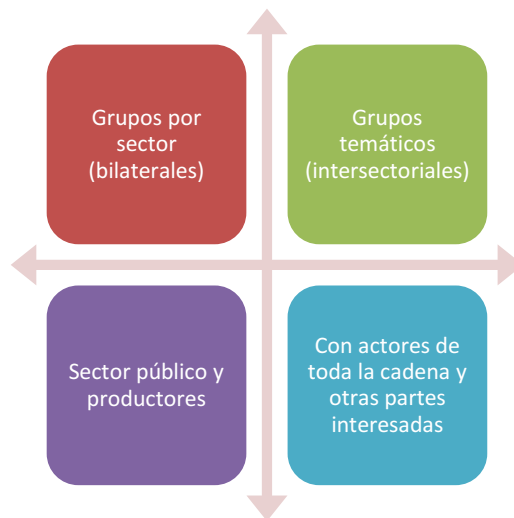 Grupos por
sector
(bilaterales)
Grupos
temáticos
(intersectoriales)
Sector público y
productores
Con actores de
toda la cadena y
otras partes
interesadas